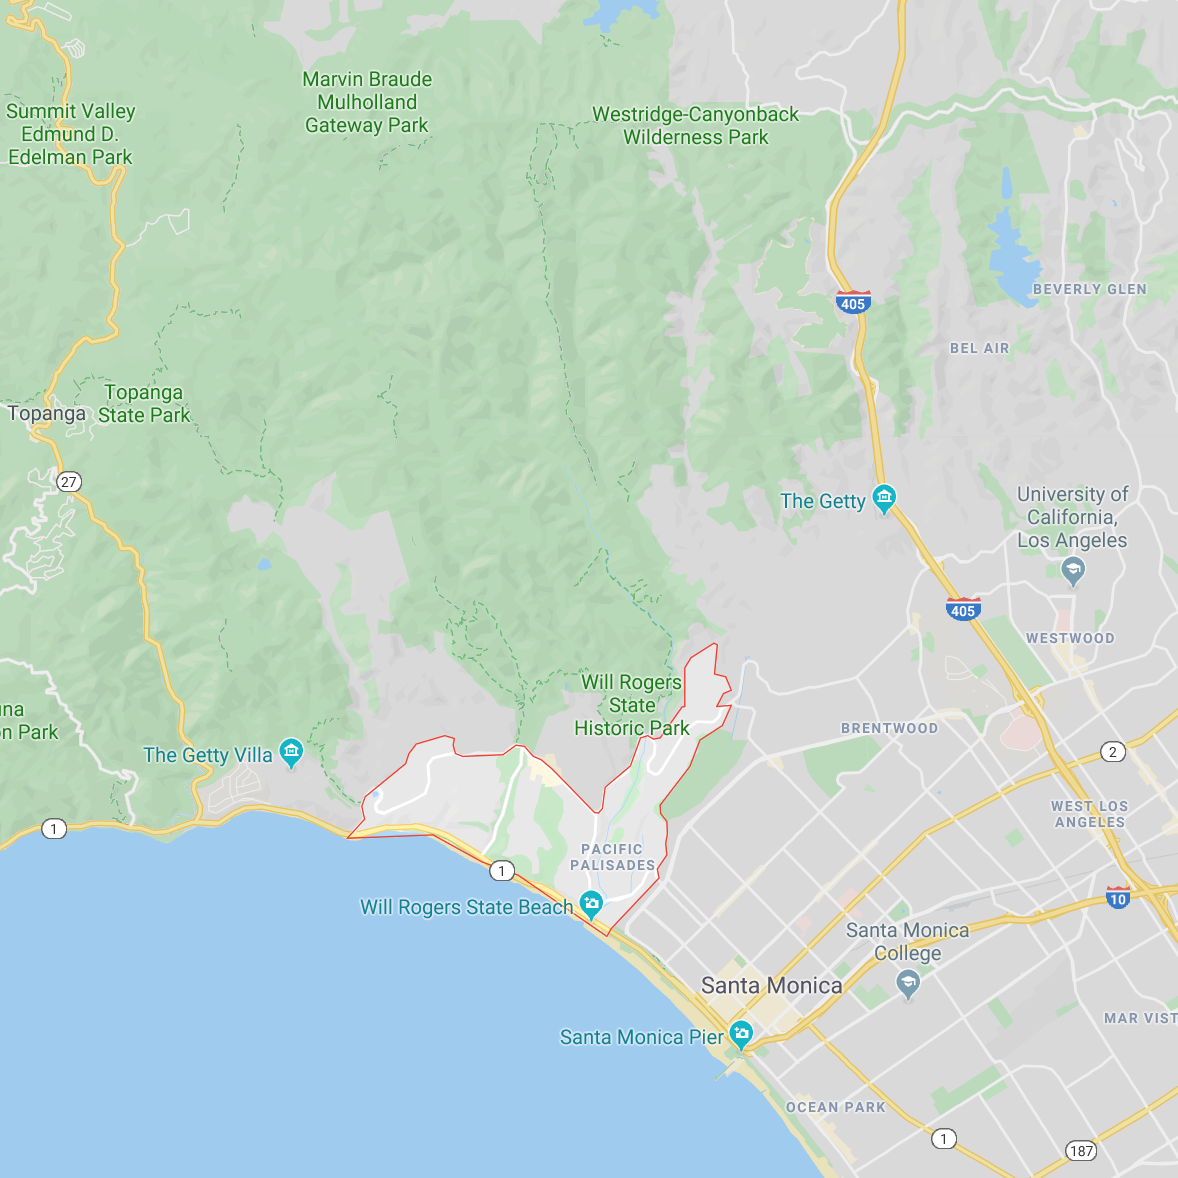 Marvin Braude
Mulholland
Gateway Park
Summit Valley
Edmund D.
Edelman Park
Westridge-Canyonback
Wilderness Park
405
BEVERLY GLEN
BEL AIR
Topanga
Topanga
State Park
27
The Getty
University of
California,
Los Angeles
405
WESTWOOD
Will Rogers
State
Historic Park
una
n Park
The Getty Villa
BRENTWOOD
2
1
WEST LOS
ANGELES
PACIFIC
PALISADES
1
10
Will Rogers State Beach
Santa Monica
College
Santa Monica
MAR VIST
Santa Monica Pier
OCEAN PARK
1
187